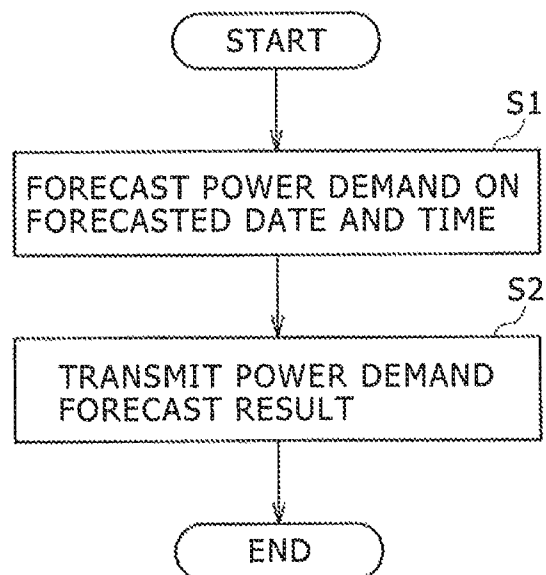 START
S1
FORECAST POWER DEMAND ON
FORECASTED DATE AND TIME
S2
TRANSMIT POWER DEMAND
FORECAST RESULT
END